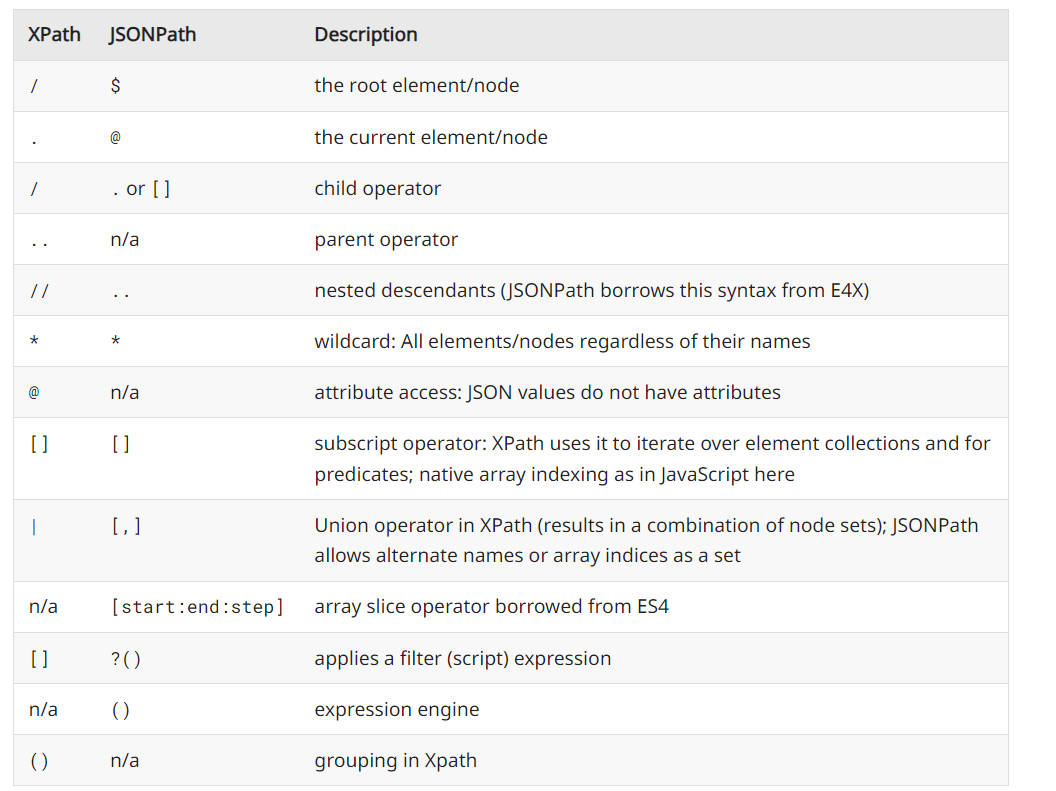 XPath JSONPath Description
/ $ the root element/node
. @ the current element/node
/ . or [] child operator
.. n/a parent operator
// .. nested descendants (JSONPath borrows this syntax from E4X)
* * wildcard: All elements/nodes regardless of their names
@ n/a attribute access: JSON values do not have attributes
[] [] subscript operator: XPath uses it to iterate over element collections and for
predicates; native array indexing as in JavaScript here
| [,] Union operator in XPath (results in a combination of node sets); JSONPath
allows alternate names or array indices as a set
n/a [start:end:step] array slice operator borrowed from ES4
[] ?() applies a filter (script) expression
n/a () expression engine
() n/a grouping in Xpath